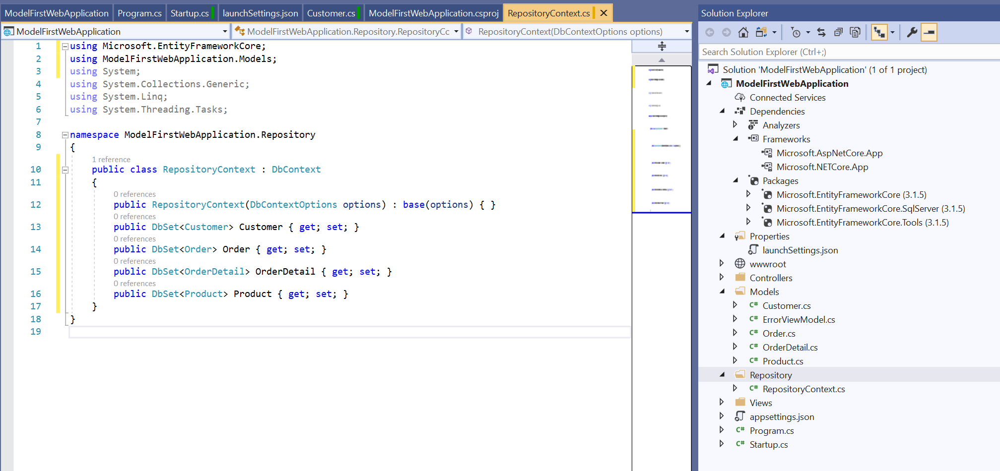 ModelFirstWebApplication Program.cs Startup.cs launchSettings.json Customer.cs ModelFirstWebApplication.csproj RepositoryContext.cs
ModelFirstWebApplication ModelFirstWebApplication.Repository.RepositoryCc RepositoryContext(DbContextOptions options)
1 using Microsoft.EntityFrameworkCore;
2 using ModelFirstWebApplication.Models;
3 using System;
4 using System.Collections.Generic;
5 using System.Linq;
6 using System.Threading.Tasks;
7
8 namespace ModelFirstWebApplication.Repository
9 {
1 reference
10 public class RepositoryContext : DbContext
11 {
0 references
12 public RepositoryContext(DbContextOptions options) : base(options) { }
0 references
13 public DbSet<Customer> Customer { get; set; }
0 references
14 public DbSet<Order> Order { get; set; }
0 references
15 public DbSet<OrderDetail> OrderDetail { get; set; }
0 references
16 public DbSet<Product> Product { get; set; }
17 }
18 }
19
Solution Explorer
Search Solution Explorer (Ctrl+;)
Solution 'ModelFirstWebApplication' (1 of 1 project)
ModelFirstWebApplication
Connected Services
Dependencies
Analyzers
Frameworks
Microsoft.AspNetCore.App
Microsoft.NETCore.App
Packages
Microsoft.EntityFrameworkCore (3.1.5)
Microsoft.EntityFrameworkCore.SqlServer (3.1.5)
Microsoft.EntityFrameworkCore.Tools (3.1.5)
Properties
launchSettings.json
wwwroot
Controllers
Models
C# Customer.cs
C# ErrorViewModel.cs
C# Order.cs
C# OrderDetail.cs
C# Product.cs
Repository
C# RepositoryContext.cs
Views
appsettings.json
C# Program.cs
C# Startup.cs